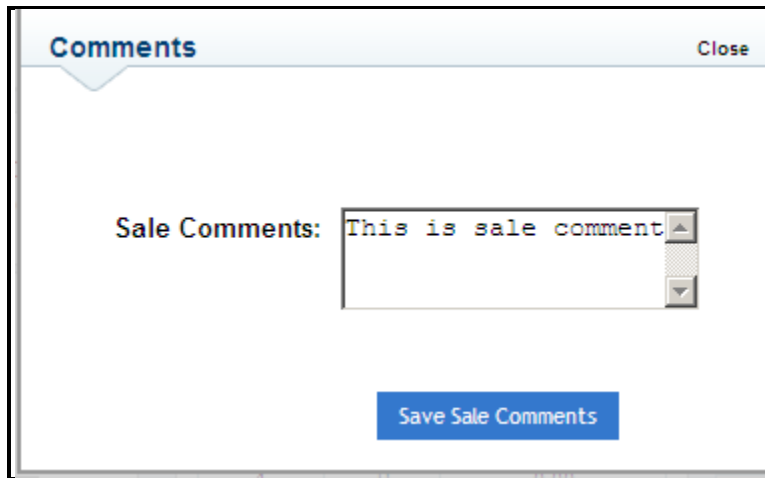 Comments
Close
Sale Comments:
This is sale comment
Save Sale Comments